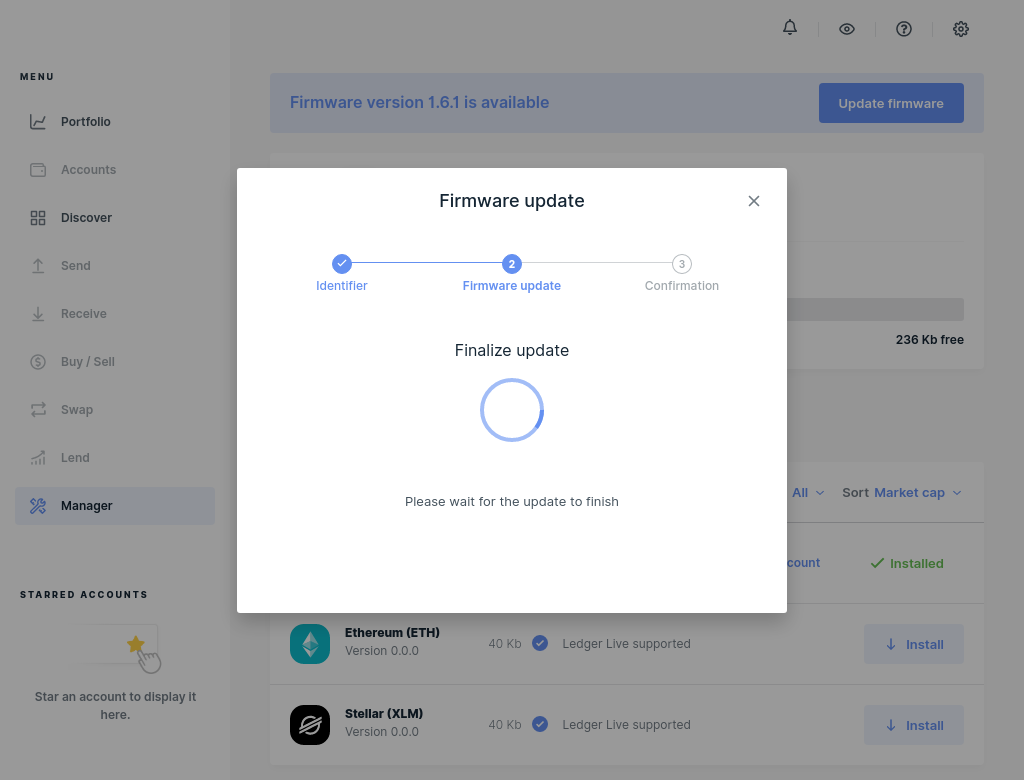 MENU
Portfolio
Accounts
Discover
Send
Receive
Buy / Sell
Swap
Lend
Manager
STARRED ACCOUNTS
Star an account to display it
here.
Firmware version 1.6.1 is available
Update firmware
236 Kb free
All
Sort Market cap
count
Installed
Ethereum (ETH)
Version 0.0.0
40 Kb
Ledger Live supported
Install
Stellar (XLM)
Version 0.0.0
40 Kb
Ledger Live supported
Install
Firmware update
2
3
Identifier
Firmware update
Confirmation
Finalize update
Please wait for the update to finish